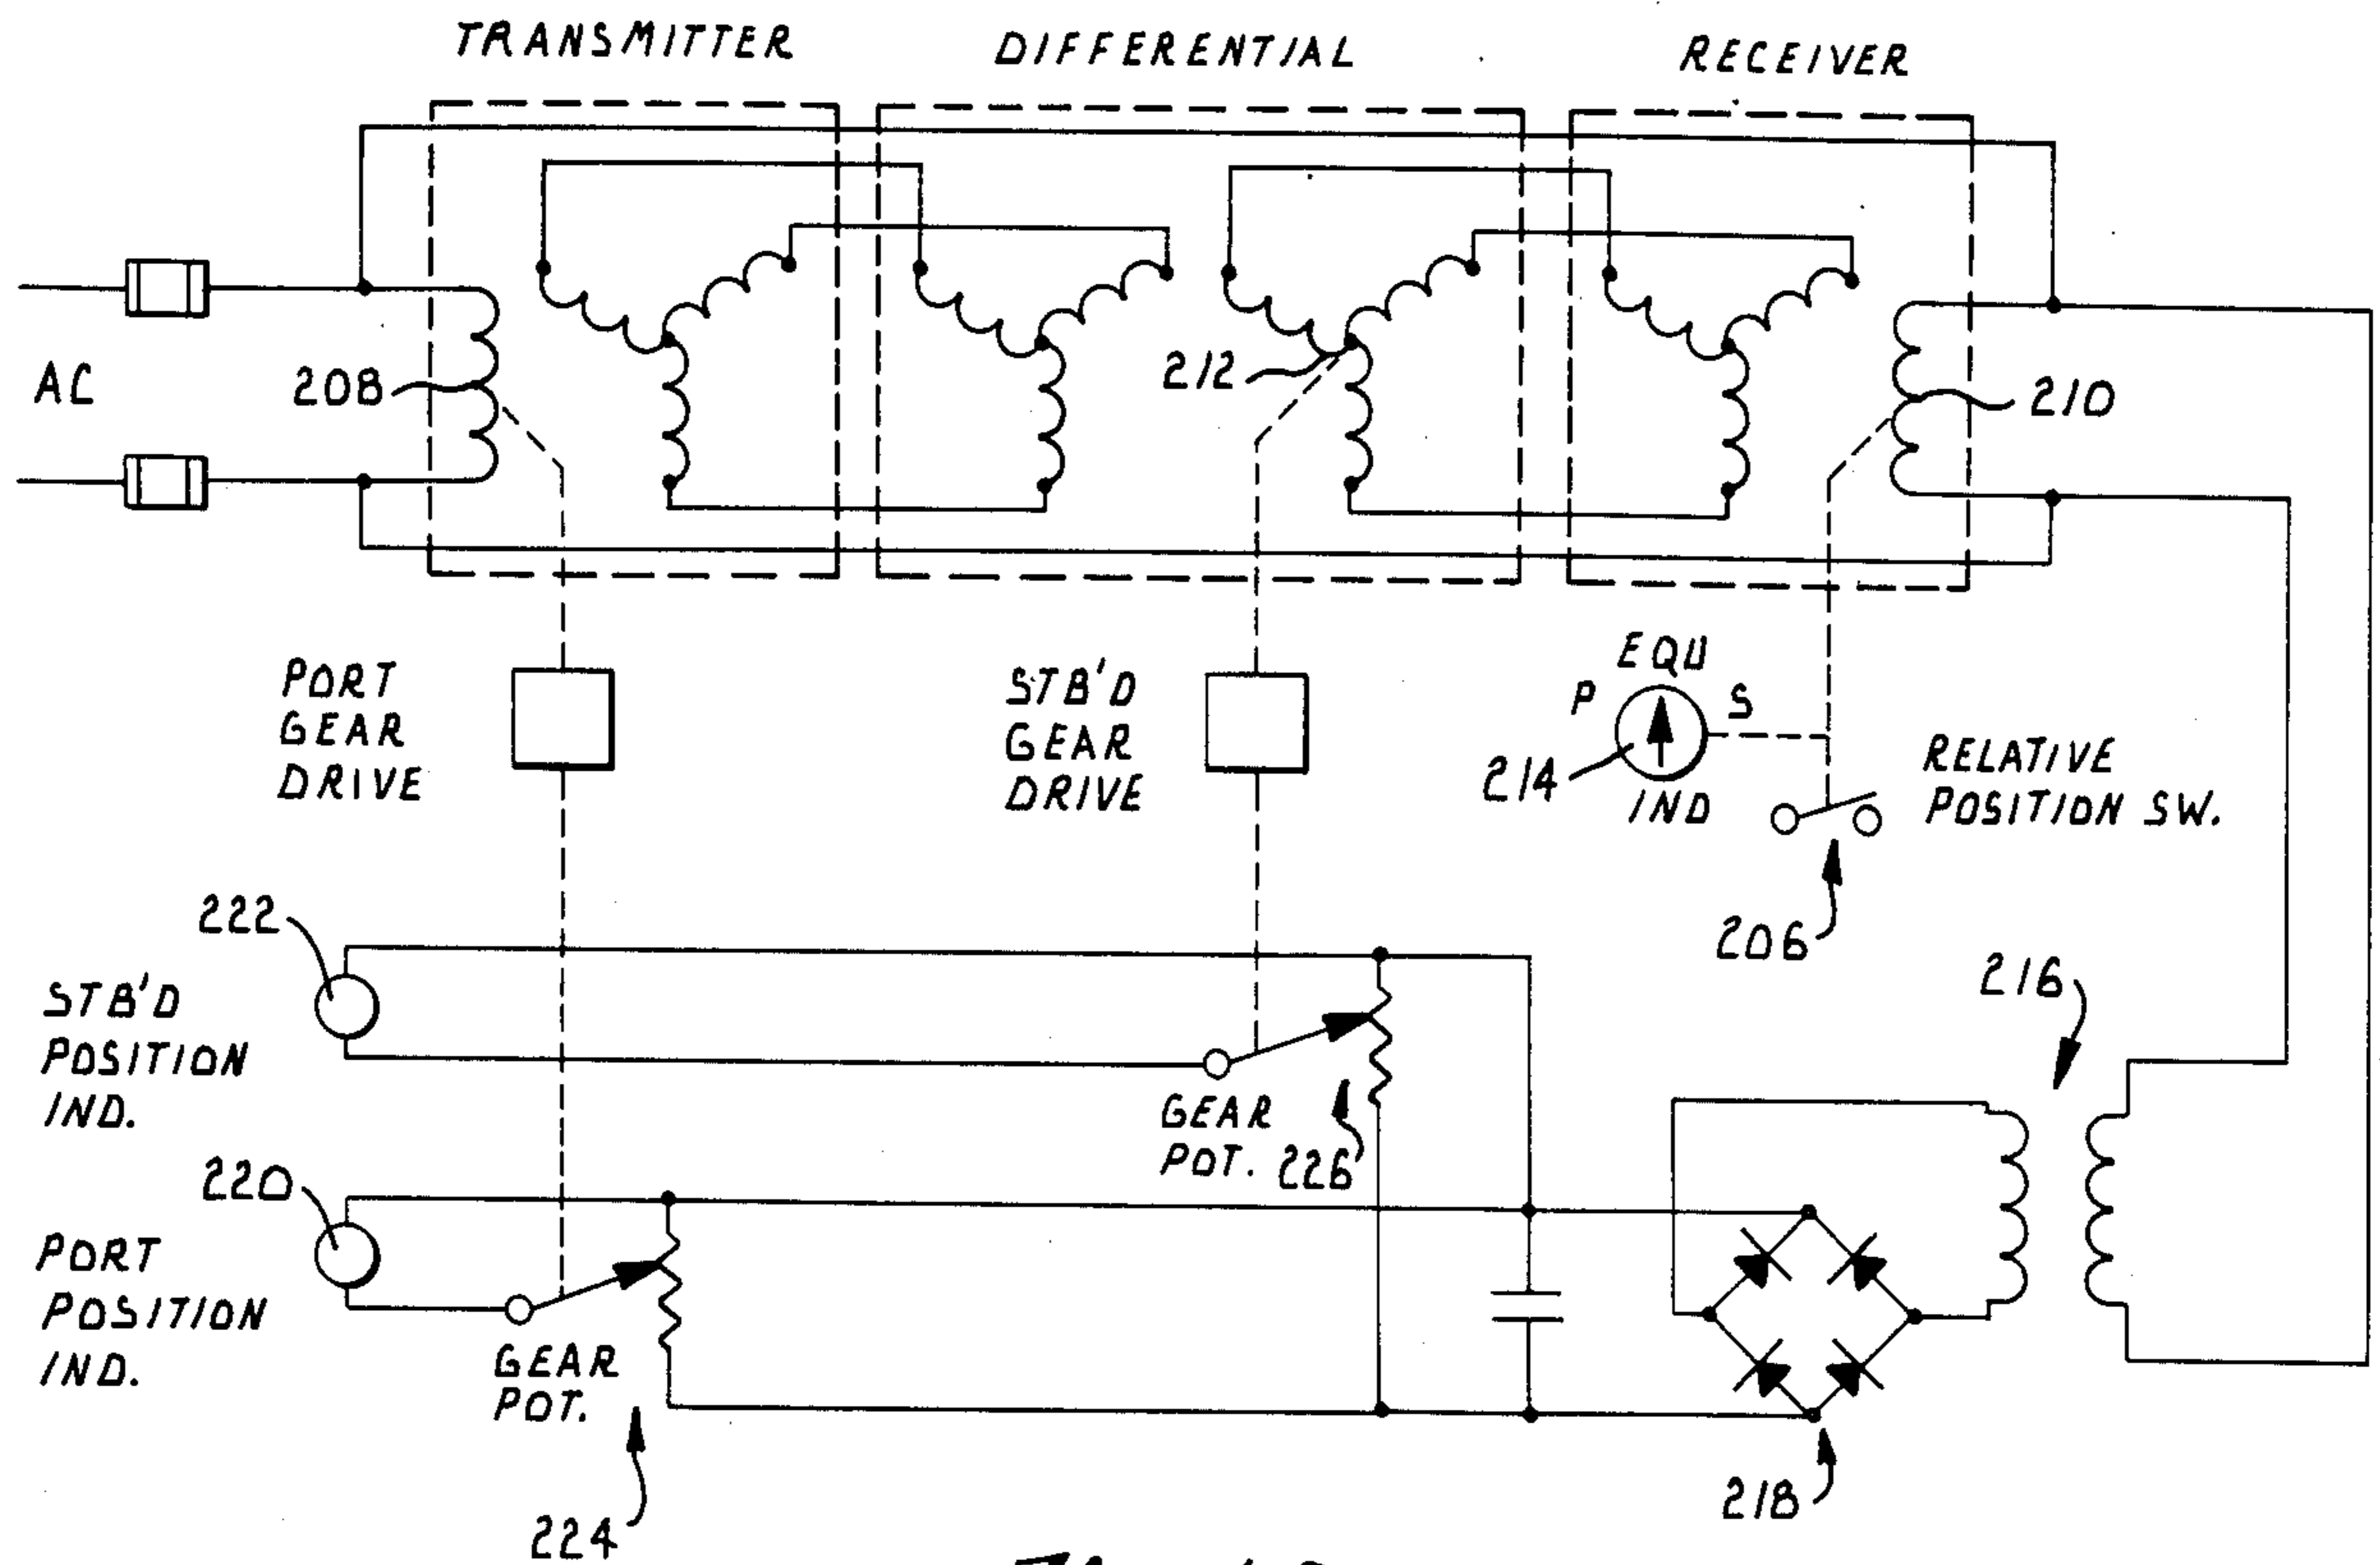 TRANSMITTER
DIFFERENTIAL
RECEIVER
AC
208
212
210
PORT
GEAR
DRIVE
STB'D
GEAR
DRIVE
EQU
P
S
214
IND
RELATIVE
POSITION SW.
206
222
STB'D
POSITION
IND.
216
GEAR
POT.
226
220
PORT
POSITION
IND.
GEAR
POT.
224
218